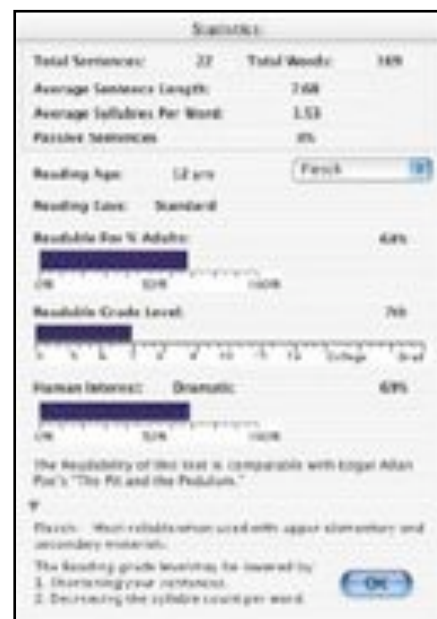 Statistics
Total Sentences: 22 Total Words: 169
Average Sentence Length: 7.68
Average Syllables Per Word: 1.53
Passive Sentences
Reading Age: 12 yrs Flesch
Reading Ease: Standard
Readable For % Adults:
0% 50% 100%
Readable Grade Level: 7th
College Grad
Human Interest: Dramatic 69%
0% 50% 100%
The Readability of this text is comparable with Edgar Allan
Poe's "The Pit and the Pedulum."
Flesch: Most reliable when used with upper elementary and
secondary materials.
The Reading grade level may be lowered by
1. Shortening your sentences.
2. Decreasing the syllable count per word.
OK